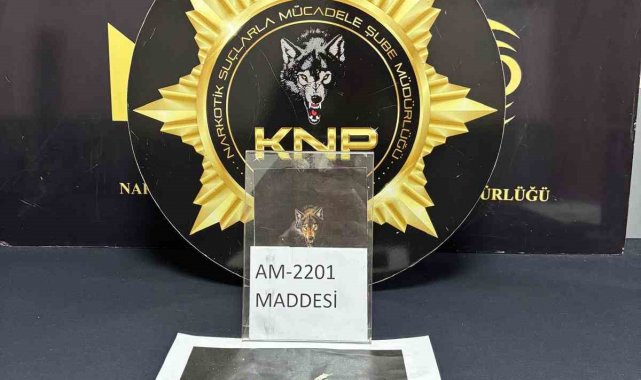 NARKOTİK SUÇLARLA MÜCADELE ŞUBE MÜDÜRLÜĞÜ
KNP
AM-2201
MADDESİ